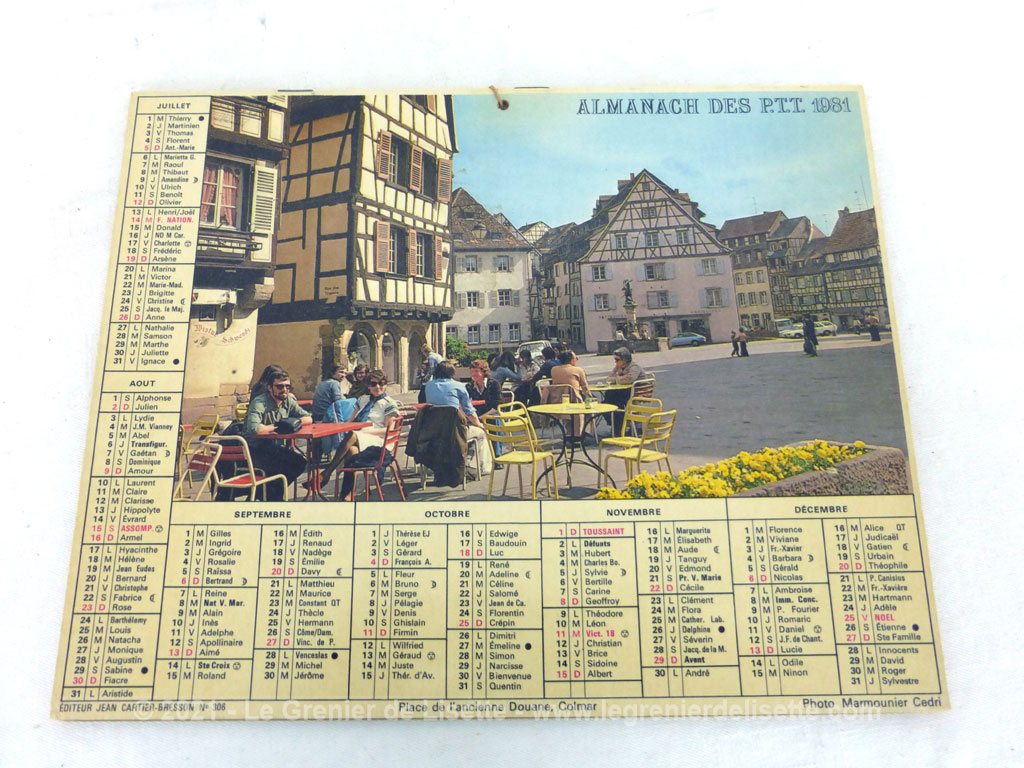 ALMANACH DES P.T.T. 1981
JUILLET
1 M Thierry
2 J Martinien
3 V Thomas
4 S Florent
5 D Ant.-Marie
6 L Marietta G.
7 M Raoul
8 M Thibaut
9 J Amandine
10 V Ulrich
11 S Benoît
12 D Olivier
13 L Henri/Joël
14 M F. NATION.
15 M Donald
16 J ND M Car.
17 V Charlotte
18 S Frédéric
19 D Arsène
20 L Marina
21 M Victor
22 M Marie-Mad.
23 J Brigitte
24 V Christine
25 S Jacq. le Maj.
26 D Anne
27 L Nathalie
28 M Samson
29 M Marthe
30 J Juliette
31 V Ignace
AOUT
1 S Alphonse
2 D Julien
3 L Lydie
4 M J.M. Vianney
5 M Abel
6 J Transfigur.
7 V Gaétan
8 S Dominique
9 D Amour
10 L Laurent
11 M Claire
12 M Clarisse
13 J Hippolyte
14 V Évrard
15 S ASSOMP.
16 D Armel
17 L Hyacinthe
18 M Hélène
19 M Jean Eudes
20 J Bernard
21 V Christophe
22 S Fabrice
23 D Rose
24 L Barthélemy
25 M Louis
26 M Natacha
27 J Monique
28 V Augustin
29 S Sabine
30 D Fiacre
31 L Aristide
SEPTEMBRE
1 M Gilles
2 M Ingrid
3 J Grégoire
4 V Rosalie
5 S Raïssa
6 D Bertrand
7 L Reine
8 M Nat V. Mar.
9 M Alain
10 J Inès
11 V Adelphe
12 S Apollinaire
13 D Aimé
14 L Ste Croix
15 M Roland
16 M Édith
17 J Renaud
18 V Nadège
19 S Émilie
20 D Davy
21 L Matthieu
22 M Maurice
23 M Constant QT
24 J Thècle
25 V Hermann
26 S Côme/Dam.
27 D Vinc. de P.
28 L Venceslas
29 M Michel
30 M Jérôme
OCTOBRE
1 J Thérèse EJ
2 V Léger
3 S Gérard
4 D François A.
5 L Fleur
6 M Bruno
7 M Serge
8 J Pélagie
9 V Denis
10 S Ghislain
11 D Firmin
12 L Wilfried
13 M Géraud
14 M Juste
15 J Thér. d'Av.
16 V Edwige
17 S Baudouin
18 D Luc
19 L René
20 M Adeline
21 M Céline
22 J Salomé
23 V Jean de Ca.
24 S Florentin
25 D Crépin
26 L Dimitri
27 M Émeline
28 M Simon
29 J Narcisse
30 V Bienvenue
31 S Quentin
NOVEMBRE
1 D TOUSSAINT
2 L Défunts
3 M Hubert
4 M Charles Bo.
5 J Sylvie
6 V Bertille
7 S Carine
8 D Geoffroy
9 L Théodore
10 M Léon
11 M Vict. 18
12 J Christian
13 V Brice
14 S Sidoine
15 D Albert
16 L Marguerite
17 M Élisabeth
18 M Aude
19 J Tanguy
20 V Edmond
21 S Pr. V. Marie
22 D Cécile
23 L Clément
24 M Flora
25 M Cather. Lab.
26 J Delphine
27 V Séverin
28 S Jacq. de la M.
29 D Avent
30 L André
DÉCEMBRE
1 M Florence
2 M Viviane
3 J Fr.-Xavier
4 V Barbara
5 S Gérald
6 D Nicolas
7 L Ambroise
8 M Imm. Conc.
9 M P. Fourier
10 J Romaric
11 V Daniel
12 S J.F. de Chant.
13 D Lucie
14 L Odile
15 M Ninon
16 M Alice QT
17 J Judicaël
18 V Gatien
19 S Urbain
20 D Théophile
21 L P. Canisius
22 M Fr.-Xavière
23 M Hartmann
24 J Adèle
25 V NOEL
26 S Étienne
27 D Ste Famille
28 L Innocents
29 M David
30 M Roger
31 J Sylvestre
ÉDITEUR JEAN CARTIER-BRESSON N° 306
Place de l'ancienne Douane, Colmar
Photo Marmounier Cedri
© 2021 - Le Grenier de Lisette - www.legrenierdelisette.com